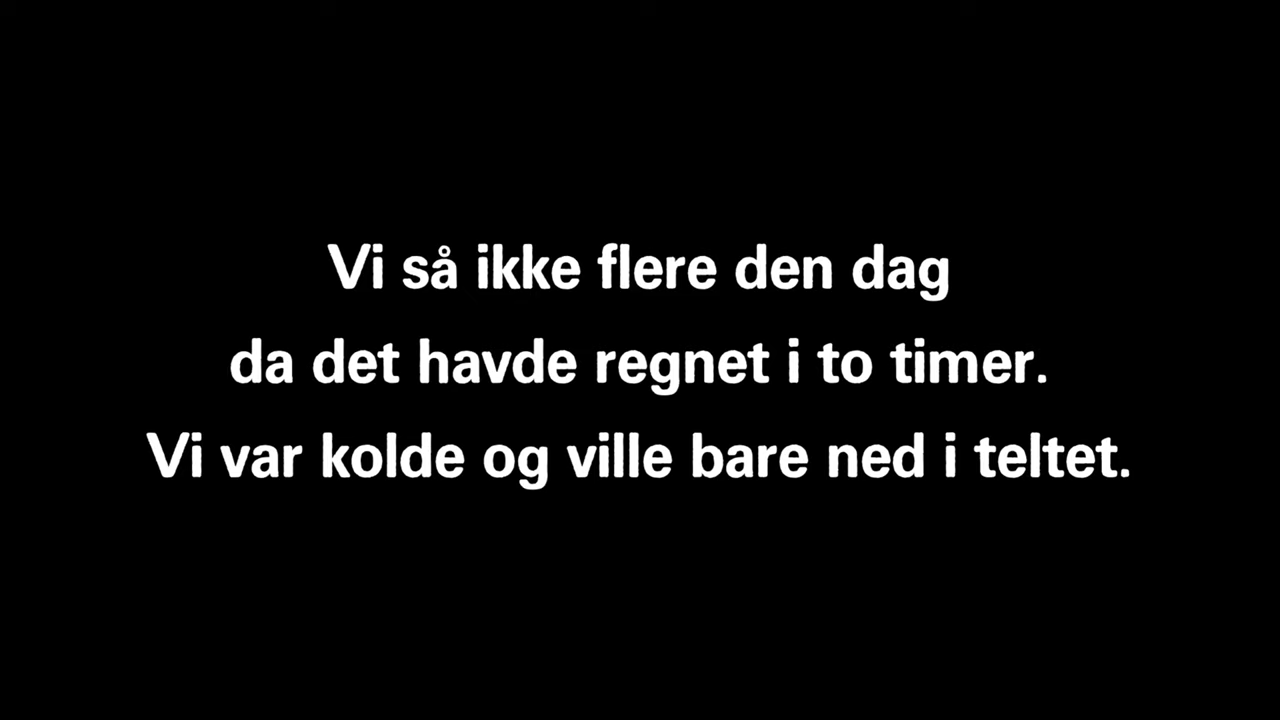 Vi så ikke flere den dag
da det havde regnet i to timer.
Vi var kolde og ville bare ned i teltet.